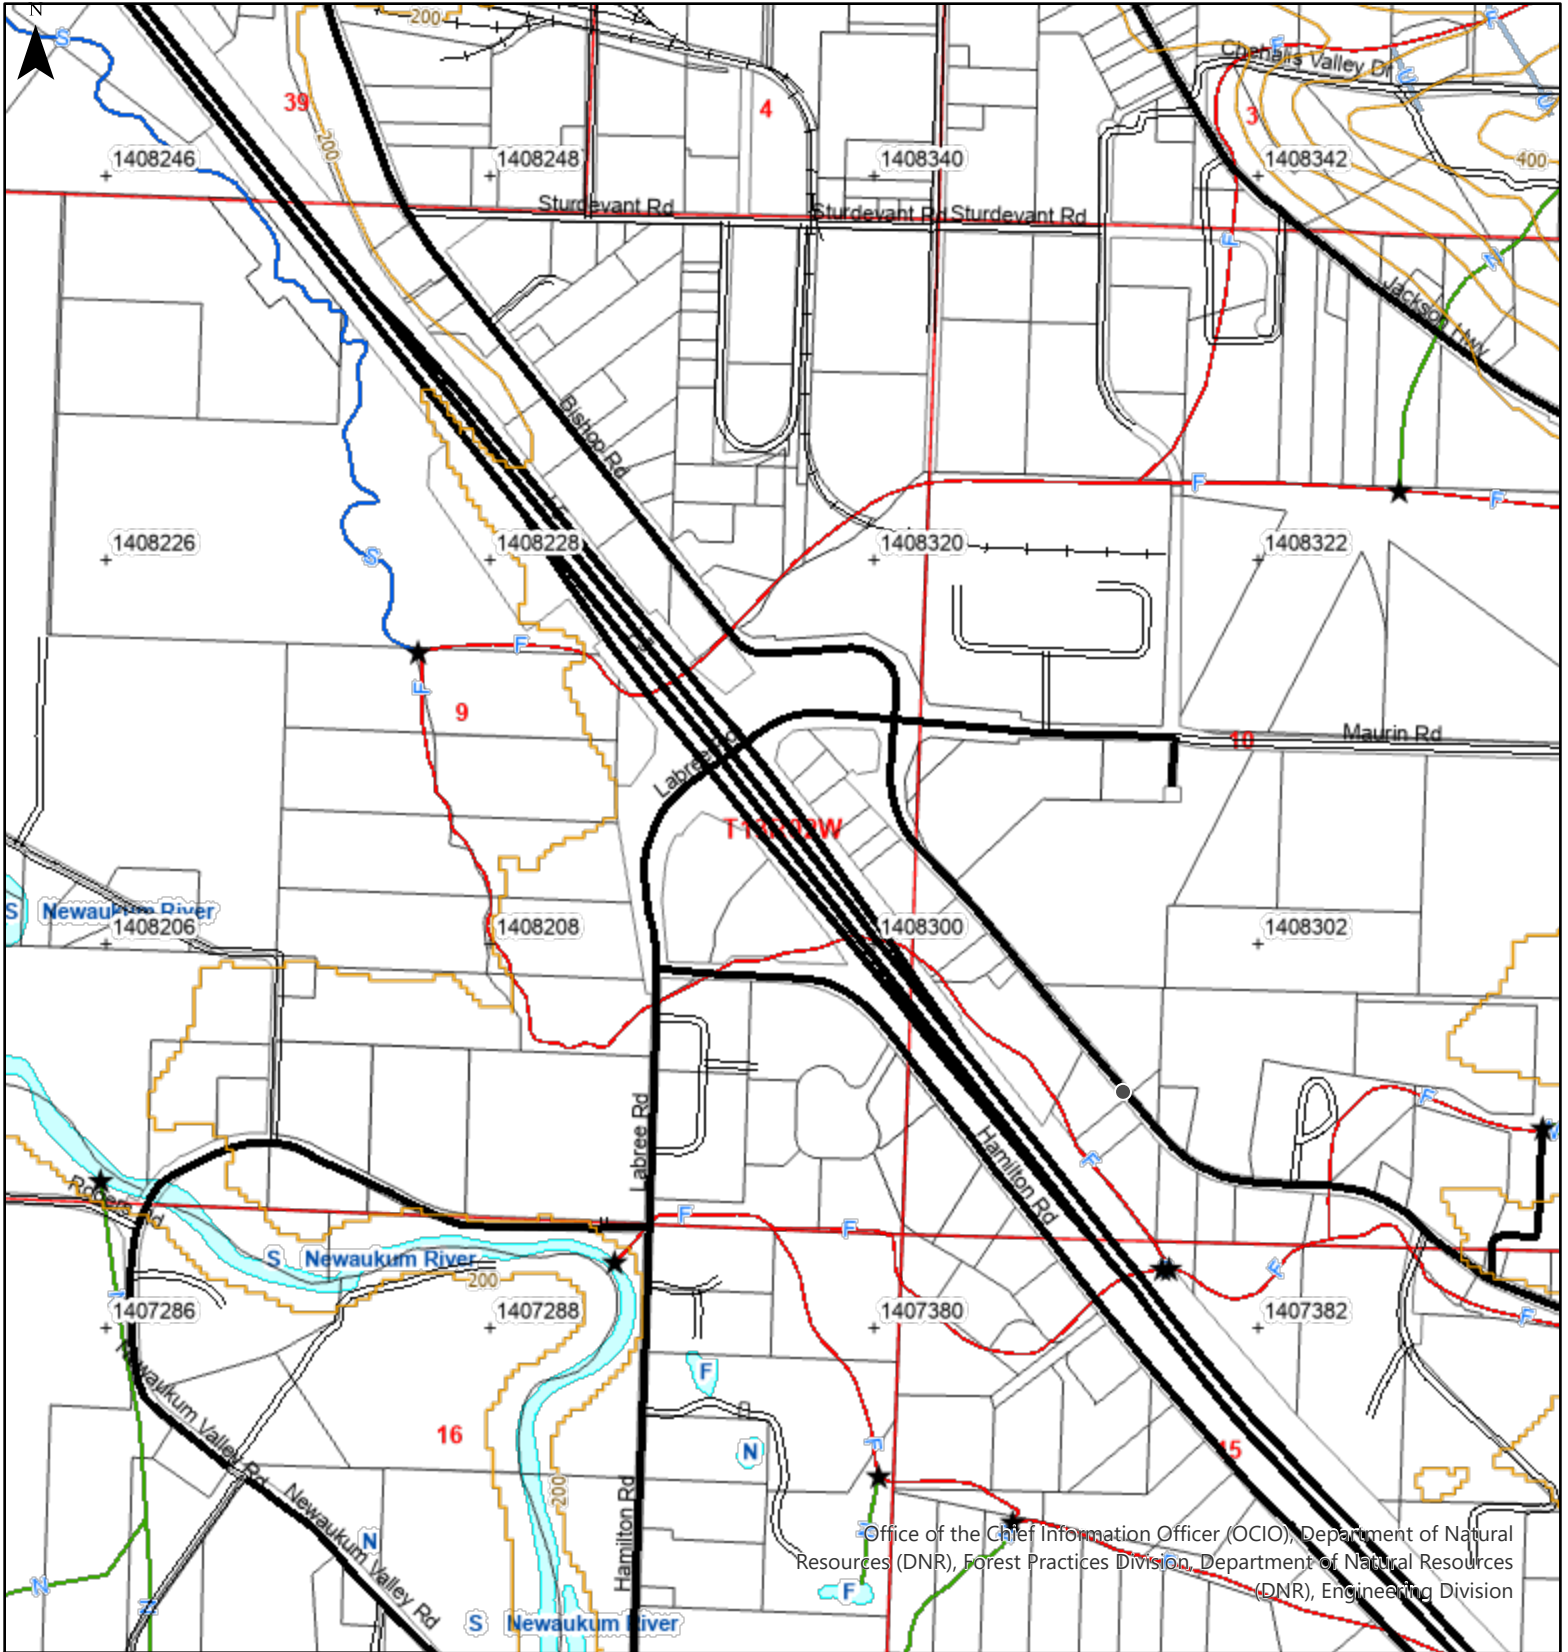 N
200
S
F
F
Chehalis Valley Dr
U
U
39
4
3
200
400
1408246
1408248
1408340
1408342
Sturdevant Rd
Sturdevant Rd
Sturdevant Rd
F
N
Jackson Hwy
Bishop Rd
F
F
1408226
1408228
1408320
1408322
S
F
F
9
Labree Rd
10
Maurin Rd
T13R02W
S
Newaukum River
1408206
1408208
1408300
1408302
F
Labree Rd
Hamilton Rd
F
Rogers Rd
F
F
S
Newaukum River
200
F
F
1407286
1407288
1407380
1407382
F
Newaukum Valley Rd
16
F
N
15
200
Newaukum Valley Rd
Hamilton Rd
N
Office of the Chief Information Officer (OCIO), Department of Natural
Resources (DNR), Forest Practices Division, Department of Natural Resources
(DNR), Engineering Division
F
N
N
F
S
Newaukum River